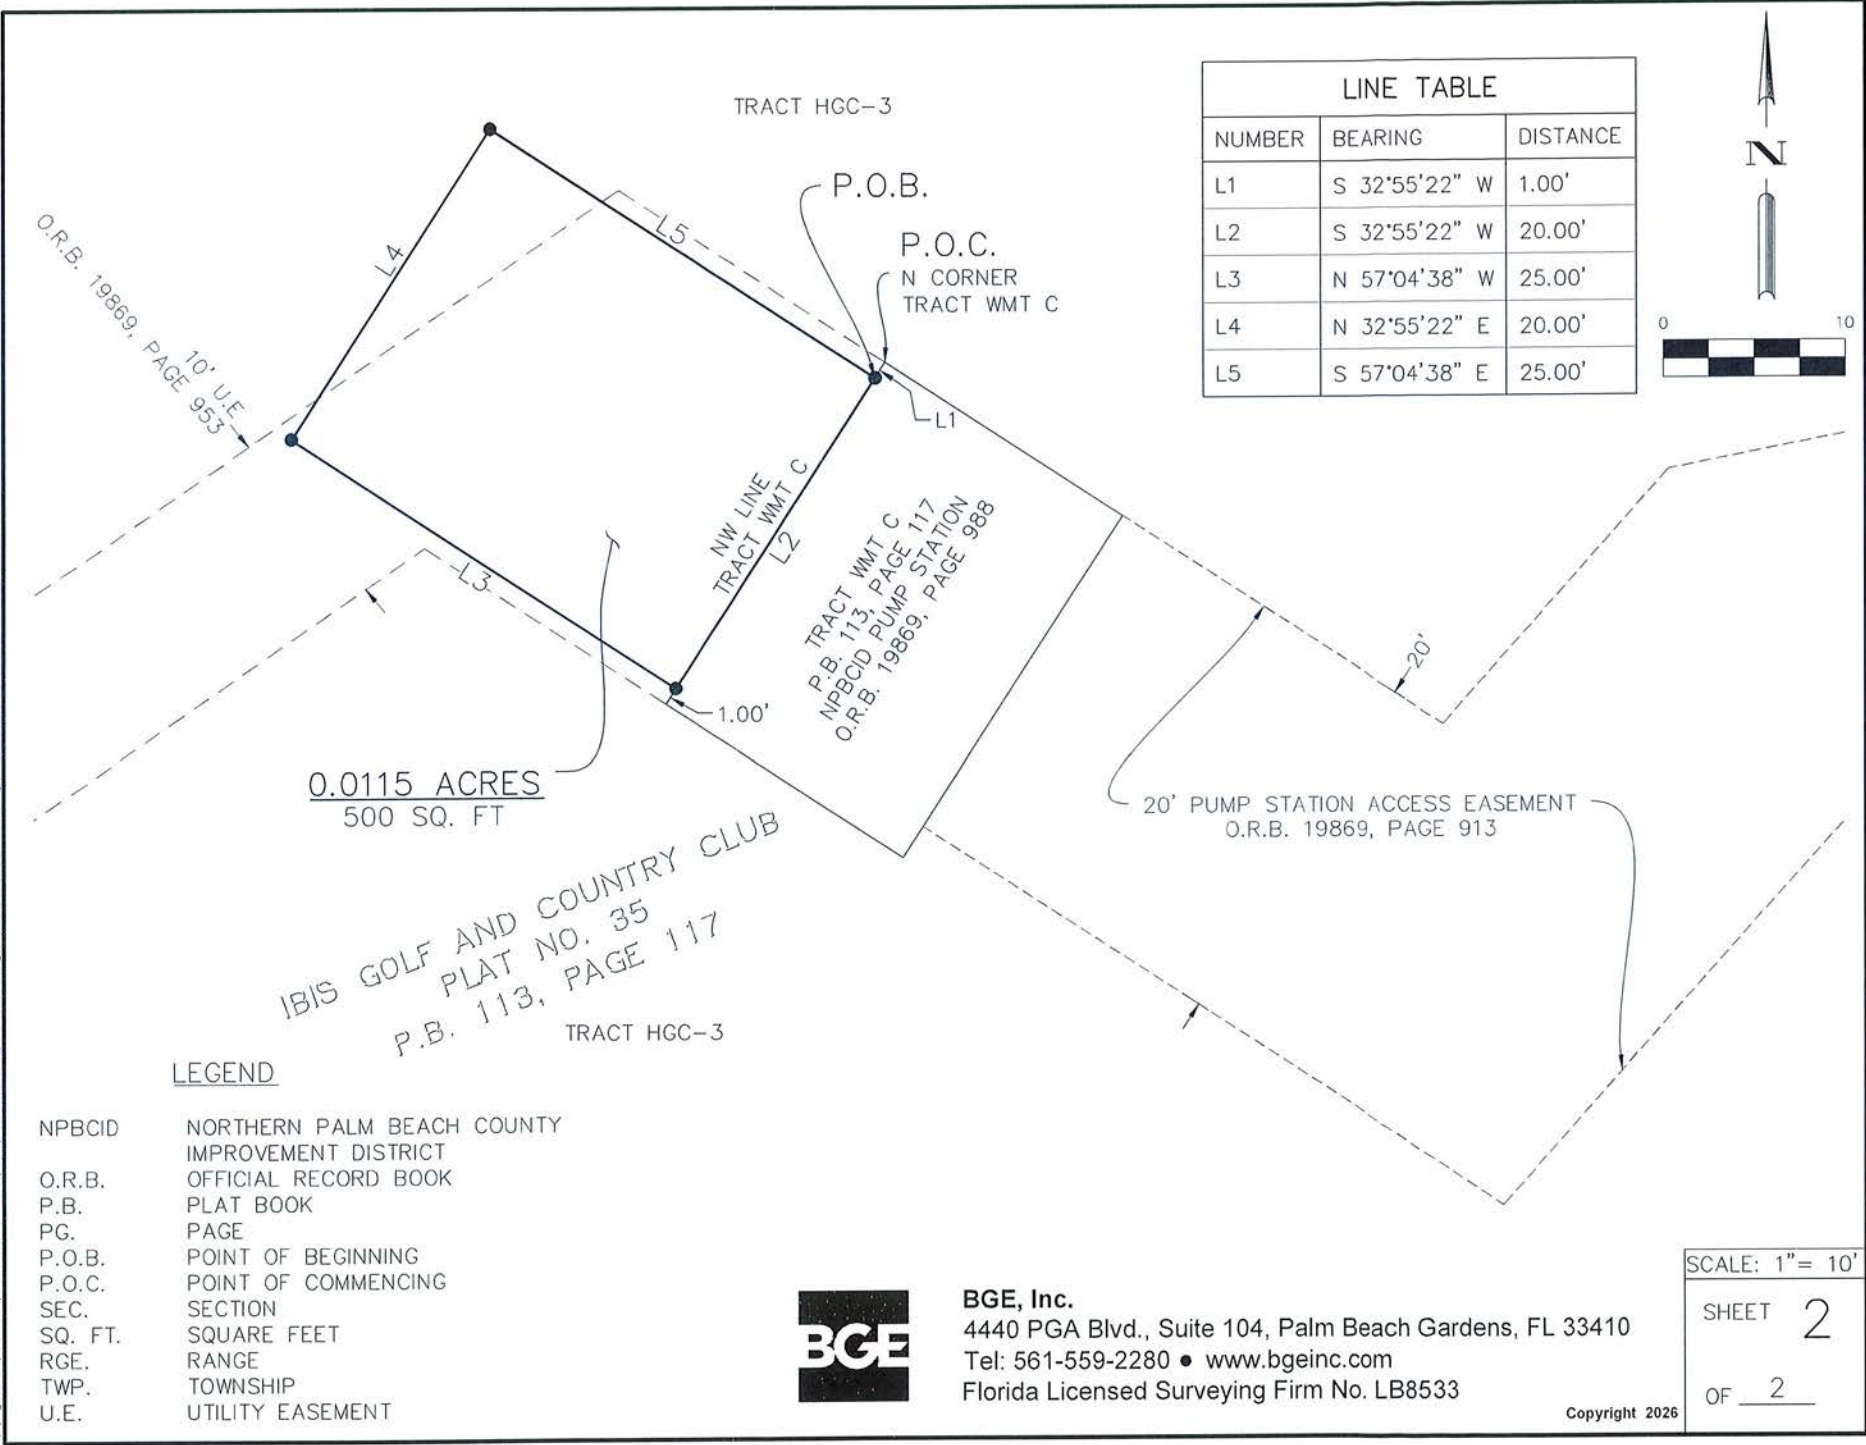 TRACT HGC-3
P.O.B.
P.O.C.
N CORNER
TRACT WMT C
L5
L4
O.R.B. 19869, PAGE 953
10' U.E
L1
NW LINE
TRACT WMT C
L2
L3
TRACT WMT C
P.B. 113, PAGE 117
NPBCID PUMP STATION
O.R.B. 19869, PAGE 988
1.00'
0.0115 ACRES
500 SQ. FT
20'
20' PUMP STATION ACCESS EASEMENT
O.R.B. 19869, PAGE 913
IBIS GOLF AND COUNTRY CLUB
PLAT NO. 35
P.B. 113, PAGE 117
TRACT HGC-3
LINE TABLE
NUMBER BEARING DISTANCE
L1 S 32°55'22" W 1.00'
L2 S 32°55'22" W 20.00'
L3 N 57°04'38" W 25.00'
L4 N 32°55'22" E 20.00'
L5 S 57°04'38" E 25.00'
N
0 10
LEGEND
NPBCID NORTHERN PALM BEACH COUNTY
IMPROVEMENT DISTRICT
O.R.B. OFFICIAL RECORD BOOK
P.B. PLAT BOOK
PG. PAGE
P.O.B. POINT OF BEGINNING
P.O.C. POINT OF COMMENCING
SEC. SECTION
SQ. FT. SQUARE FEET
RGE. RANGE
TWP. TOWNSHIP
U.E. UTILITY EASEMENT
BGE
BGE, Inc.
4440 PGA Blvd., Suite 104, Palm Beach Gardens, FL 33410
Tel: 561-559-2280 ● www.bgeinc.com
Florida Licensed Surveying Firm No. LB8533
Copyright 2026
SCALE: 1"= 10'
SHEET 2
OF 2